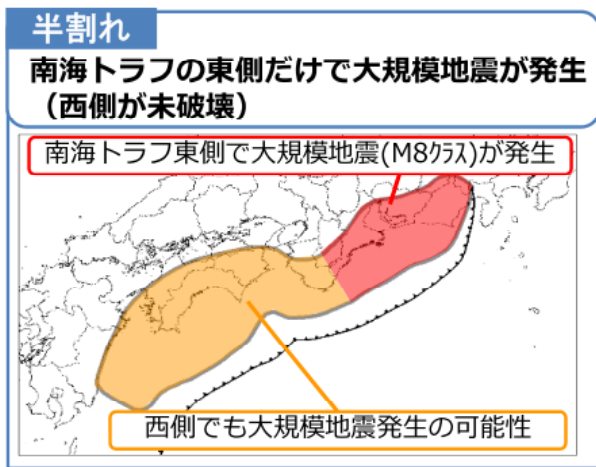 半割れ
南海トラフの東側だけで大規模地震が発生
（西側が未破壊）
南海トラフ東側で大規模地震(M8ｸﾗｽ)が発生
西側でも大規模地震発生の可能性